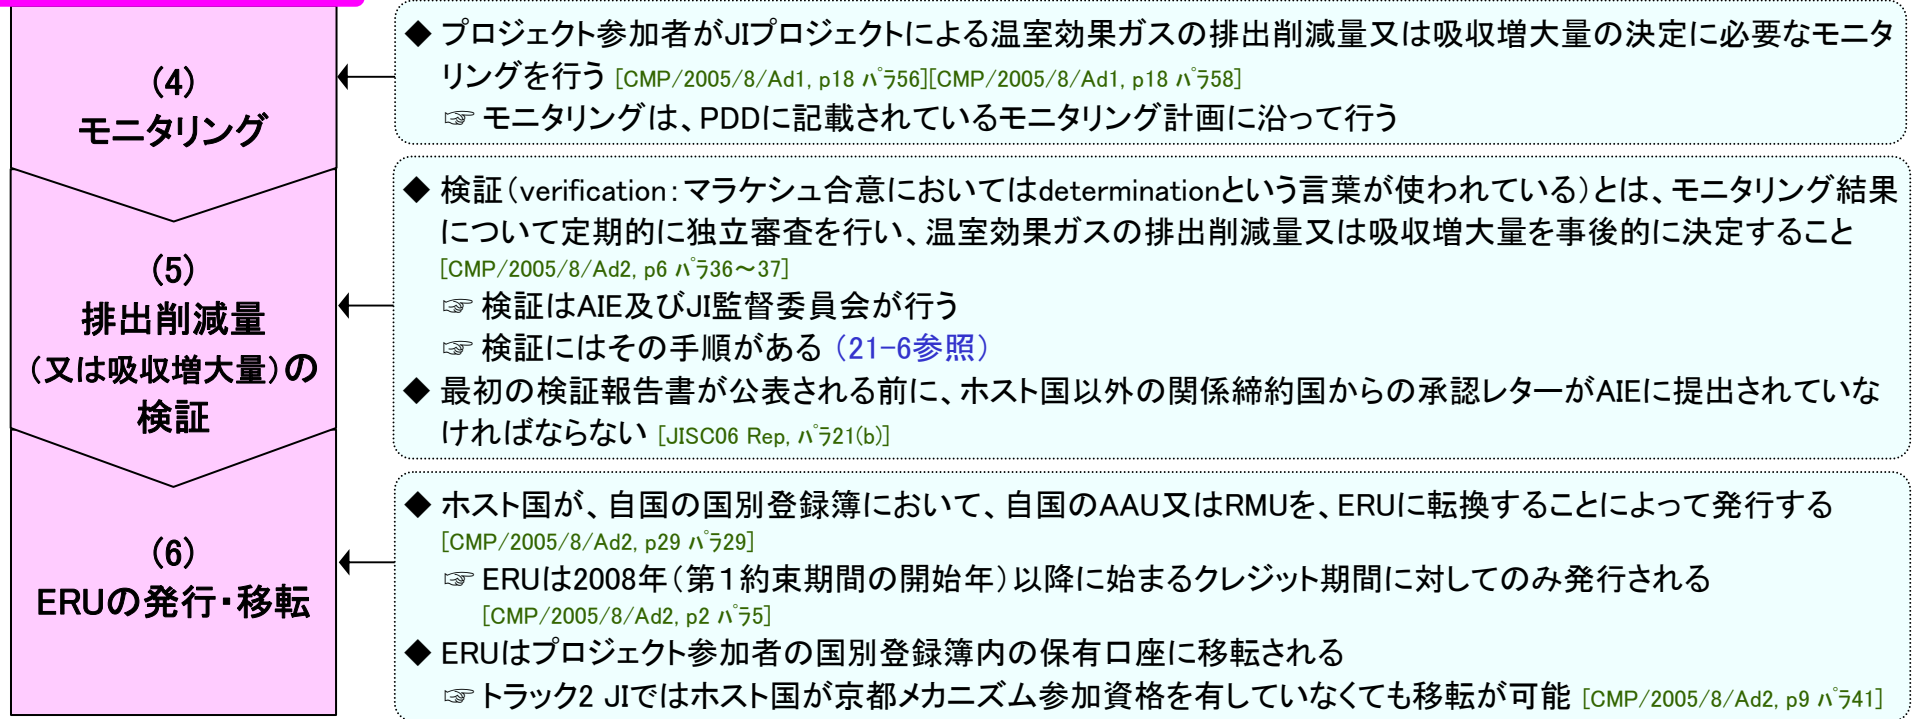 (4)
モニタリング
◆ プロジェクト参加者がJIプロジェクトによる温室効果ガスの排出削減量又は吸収増大量の決定に必要なモニタ
リングを行う [CMP/2005/8/Ad1, p18 ﾊﾟﾗ56][CMP/2005/8/Ad1, p18 ﾊﾟﾗ58]
☞ モニタリングは、PDDに記載されているモニタリング計画に沿って行う
(5)
排出削減量
(又は吸収増大量)の
検証
◆ 検証(verification:マラケシュ合意においてはdeterminationという言葉が使われている)とは、モニタリング結果
について定期的に独立審査を行い、温室効果ガスの排出削減量又は吸収増大量を事後的に決定すること
[CMP/2005/8/Ad2, p6 ﾊﾟﾗ36～37]
☞ 検証はAIE及びJI監督委員会が行う
☞ 検証にはその手順がある (21-6参照)
◆ 最初の検証報告書が公表される前に、ホスト国以外の関係締約国からの承認レターがAIEに提出されていな
ければならない [JISC06 Rep, ﾊﾟﾗ21(b)]
(6)
ERUの発行・移転
◆ ホスト国が、自国の国別登録簿において、自国のAAU又はRMUを、ERUに転換することによって発行する
[CMP/2005/8/Ad2, p29 ﾊﾟﾗ29]
☞ ERUは2008年(第１約束期間の開始年)以降に始まるクレジット期間に対してのみ発行される
[CMP/2005/8/Ad2, p2 ﾊﾟﾗ5]
◆ ERUはプロジェクト参加者の国別登録簿内の保有口座に移転される
☞ トラック2 JIではホスト国が京都メカニズム参加資格を有していなくても移転が可能 [CMP/2005/8/Ad2, p9 ﾊﾟﾗ41]